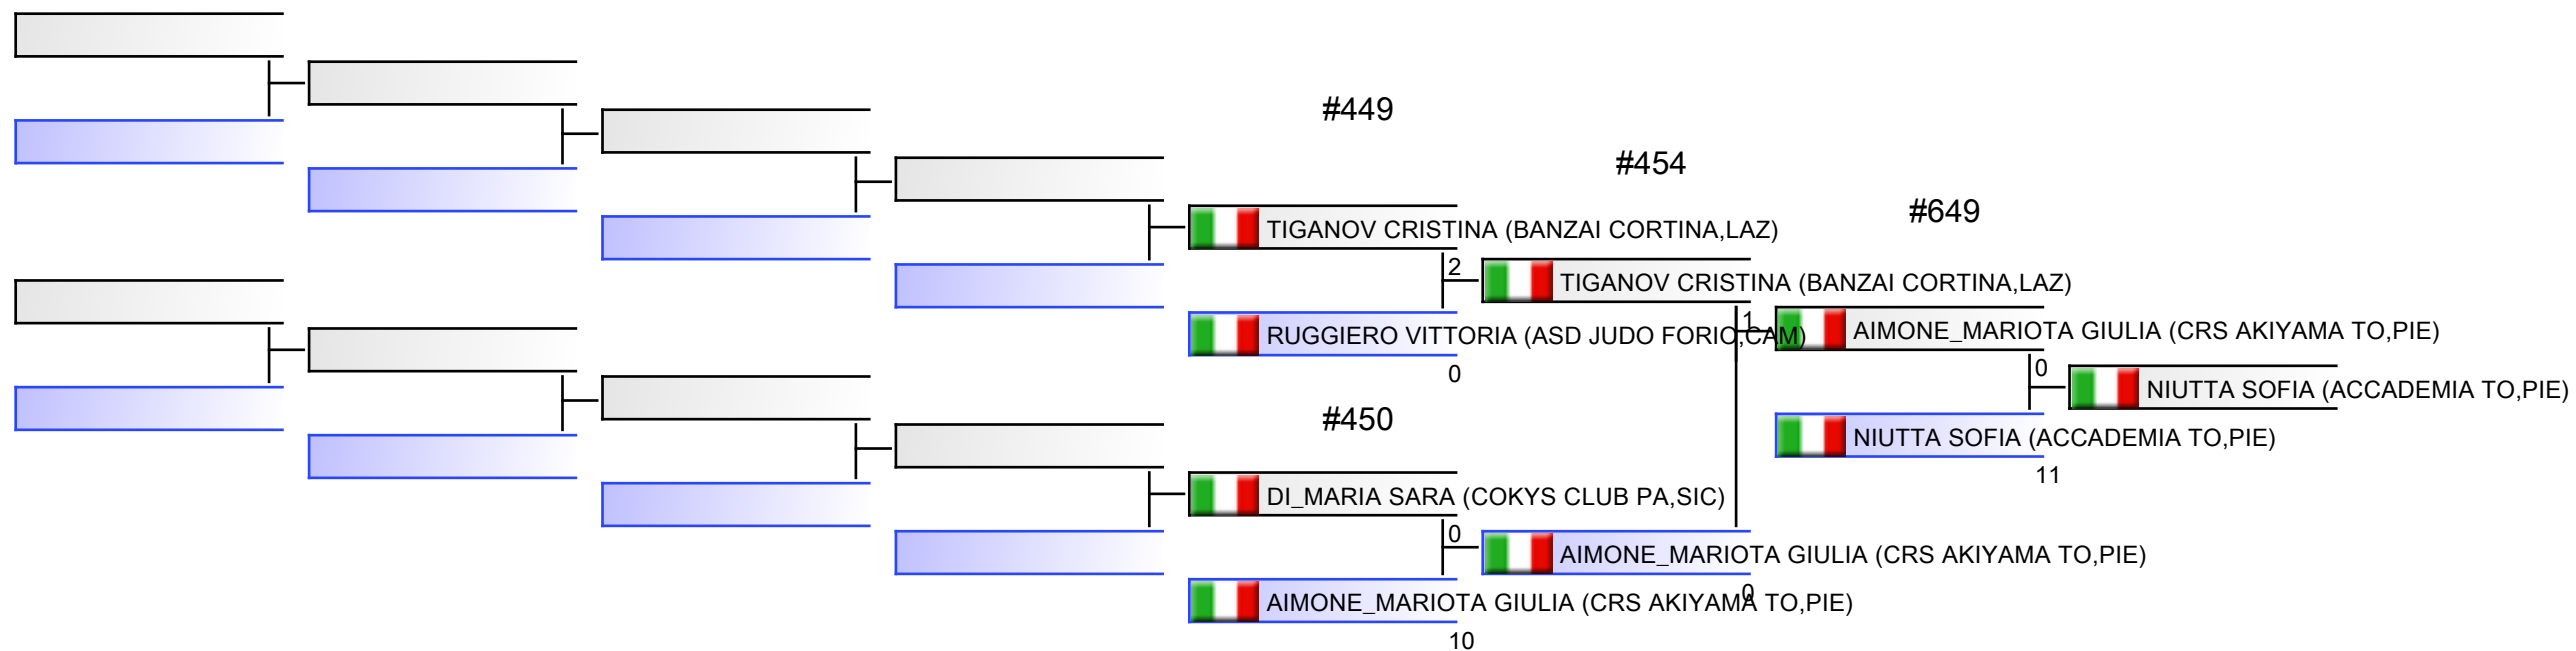 #449
#454
#649
TIGANOV CRISTINA (BANZAI CORTINA,LAZ)
2
TIGANOV CRISTINA (BANZAI CORTINA,LAZ)
RUGGIERO VITTORIA (ASD JUDO FORIO,CAM)
1
AIMONE_MARIOTA GIULIA (CRS AKIYAMA TO,PIE)
0
0
NIUTTA SOFIA (ACCADEMIA TO,PIE)
#450
NIUTTA SOFIA (ACCADEMIA TO,PIE)
11
DI_MARIA SARA (COKYS CLUB PA,SIC)
0
AIMONE_MARIOTA GIULIA (CRS AKIYAMA TO,PIE)
0
AIMONE_MARIOTA GIULIA (CRS AKIYAMA TO,PIE)
10